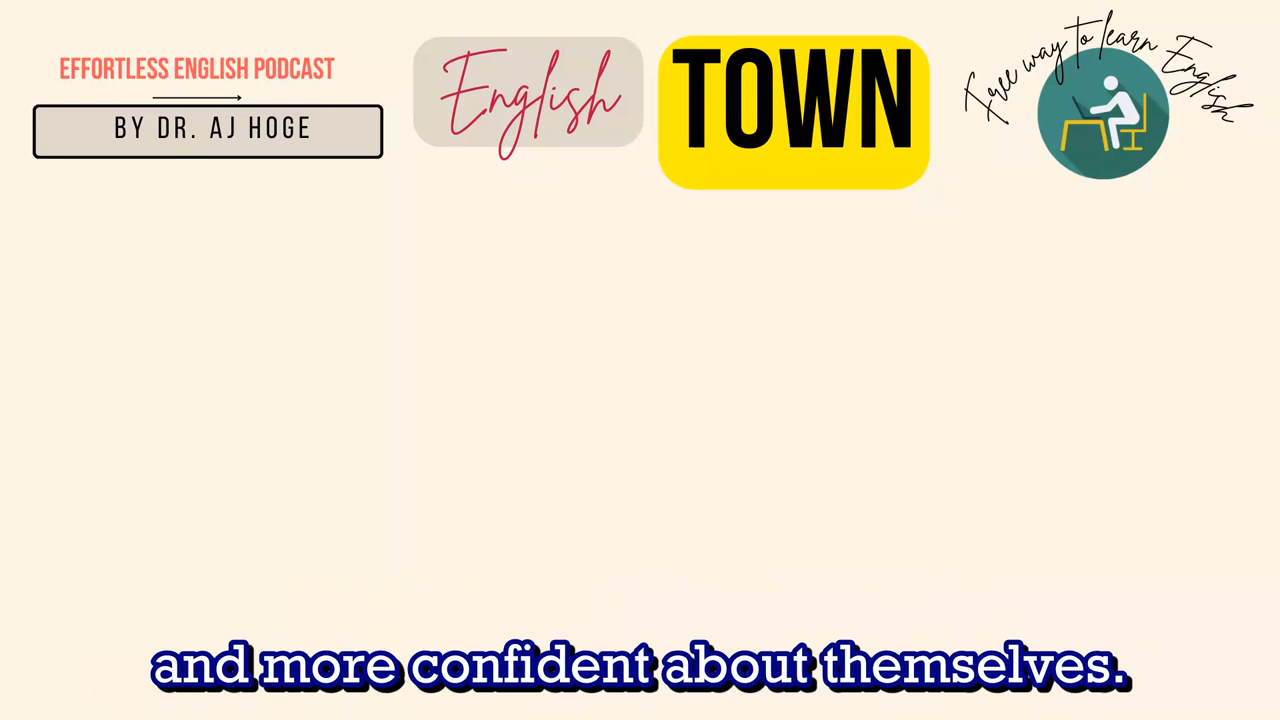 EFFORTLESS ENGLISH PODCAST
BY DR. AJ HOGE
English
TOWN
Free way to learn English
and more confident about themselves.